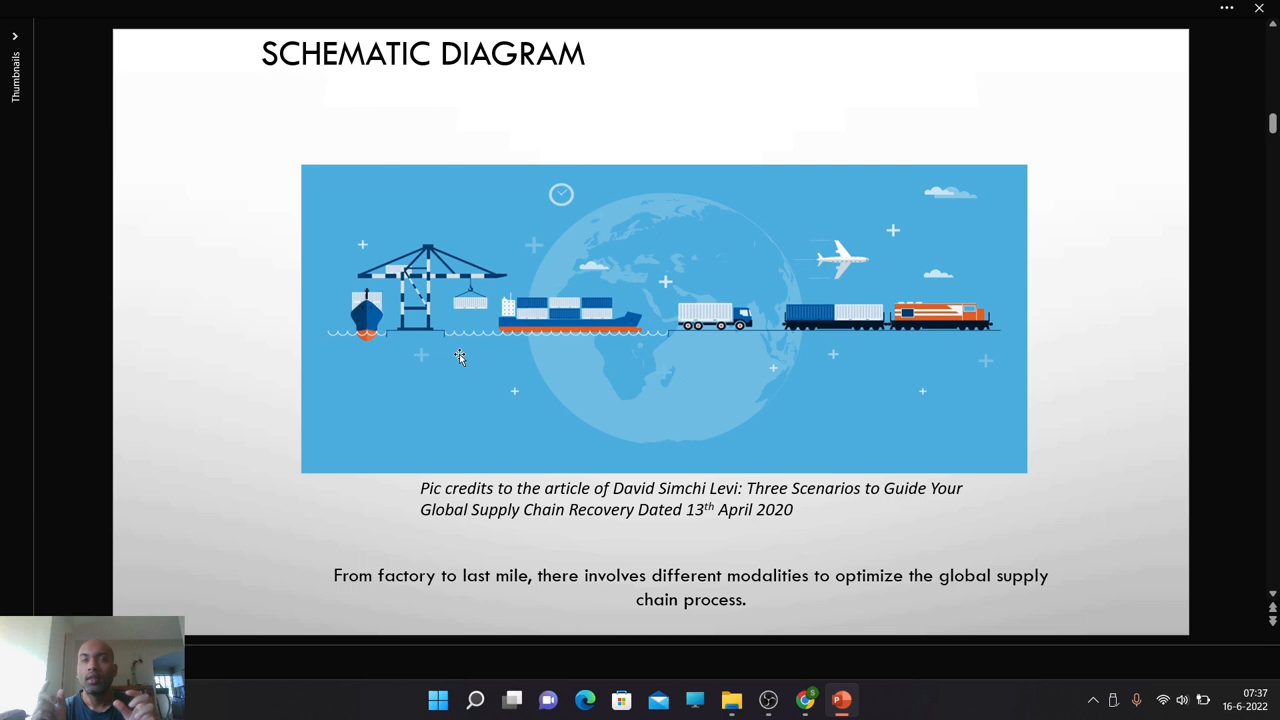 Thumbnails
SCHEMATIC DIAGRAM
Pic credits to the article of David Simchi Levi: Three Scenarios to Guide Your
Global Supply Chain Recovery Dated 13th April 2020
From factory to last mile, there involves different modalities to optimize the global supply
chain process.
S
07:37
16-6-2022